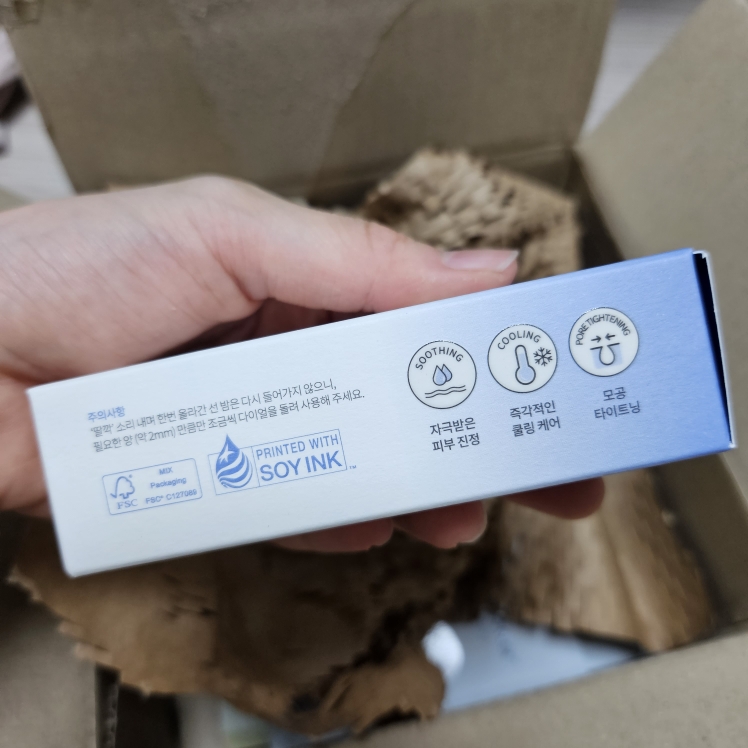 주의사항
'딸깍' 소리 내며 한번 올라간 선 밤은 다시 들어가지 않으니,
필요한 양 (약 2mm) 만큼만 조금씩 다이얼을 돌려 사용해 주세요.
FSC
MIX
Packaging
FSC® C127089
PRINTED WITH
SOY INK™
SOOTHING
자극받은
피부 진정
COOLING
즉각적인
쿨링 케어
PORE TIGHTENING
모공
타이트닝